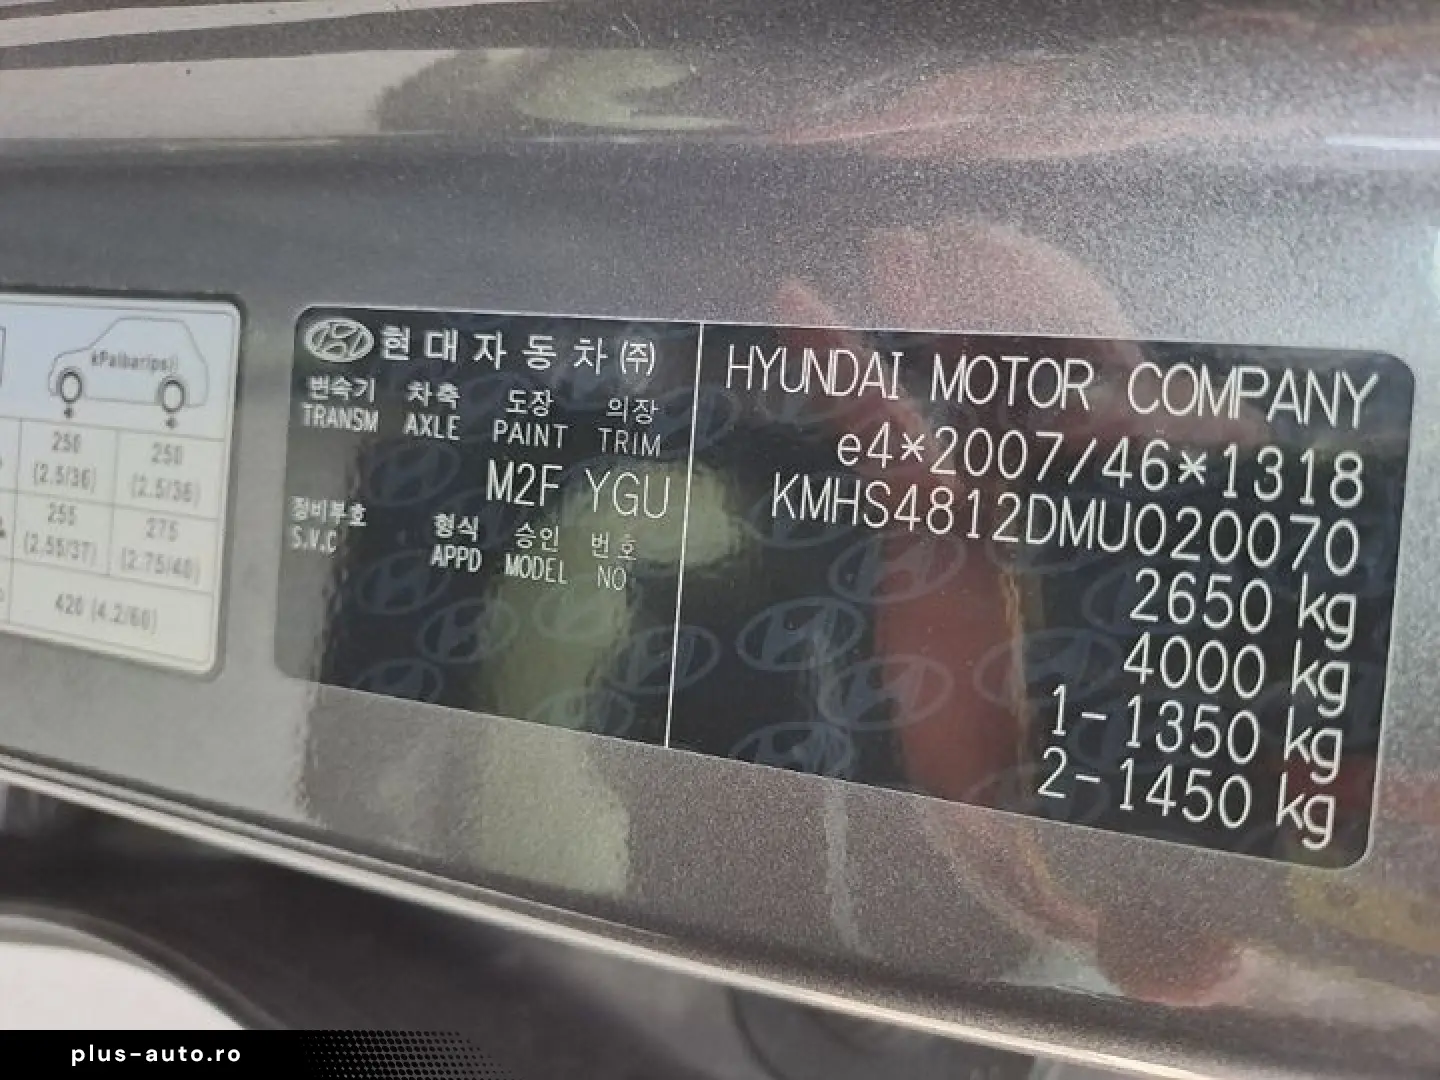 kPa(bar/psi)
250
(2.5/36)
250
(2.5/36)
255
(2.55/37)
275
(2.75/40)
420 (4.2/60)
현대자동차(주)
변속기 차축 도장 의장
TRANSM AXLE PAINT TRIM
M2F YGU
정비부호 형식 승인 번호
S.V.C APPD MODEL NO
HYUNDAI MOTOR COMPANY
e4*2007/46*1318
KMHS4812DMU020070
2650 kg
4000 kg
1-1350 kg
2-1450 kg
plus-auto.ro